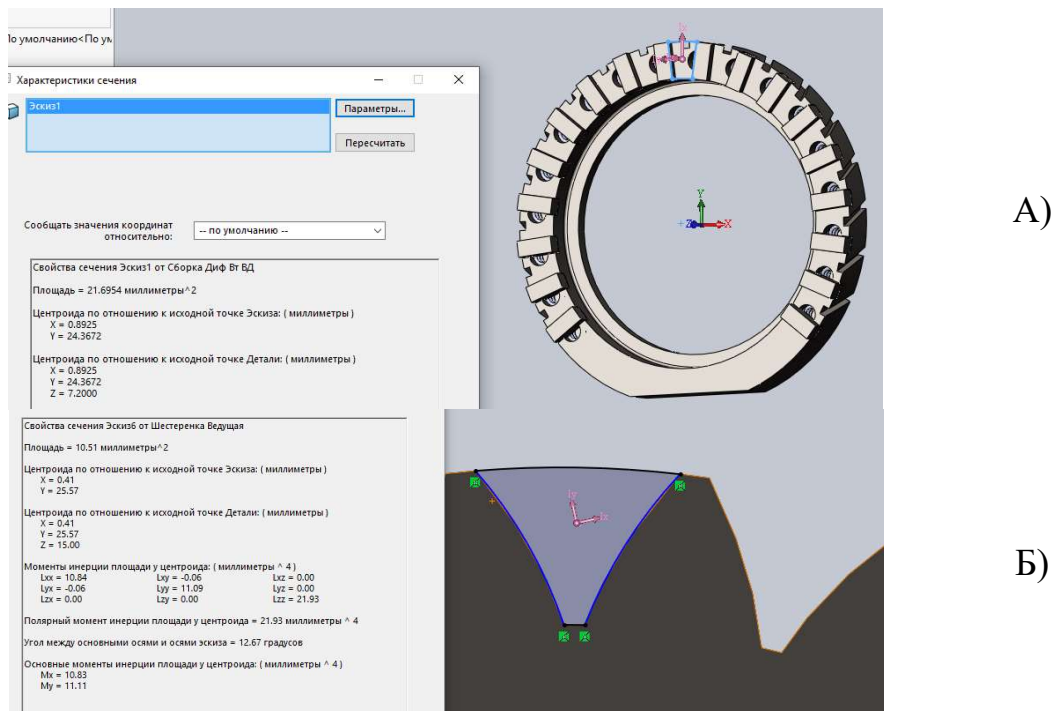 По умолчанию<По ум
Характеристики сечения
Эскиз1
Параметры...
Пересчитать
Сообщать значения координат
относительно:
-- по умолчанию --
Свойства сечения Эскиз1 от Сборка Диф Вт ВД
Площадь = 21.6954 миллиметры^2
Центроида по отношению к исходной точке Эскиза: ( миллиметры )
X = 0.8925
Y = 24.3672
Центроида по отношению к исходной точке Детали: ( миллиметры )
X = 0.8925
Y = 24.3672
Z = 7.2000
Y
Z
X
А)
Свойства сечения Эскиз6 от Шестеренка Ведущая
Площадь = 10.51 миллиметры^2
Центроида по отношению к исходной точке Эскиза: ( миллиметры )
X = 0.41
Y = 25.57
Центроида по отношению к исходной точке Детали: ( миллиметры )
X = 0.41
Y = 25.57
Z = 15.00
Моменты инерции площади у центроида: ( миллиметры ^ 4 )
Lxx = 10.84 Lxy = -0.06 Lxz = 0.00
Lyx = -0.06 Lyy = 11.09 Lyz = 0.00
Lzx = 0.00 Lzy = 0.00 Lzz = 21.93
Полярный момент инерции площади у центроида = 21.93 миллиметры ^ 4
Угол между основными осями и осями эскиза = 12.67 градусов
Основные моменты инерции площади у центроида: ( миллиметры ^ 4 )
Mx = 10.83
My = 11.11
Iy
Ix
Б)